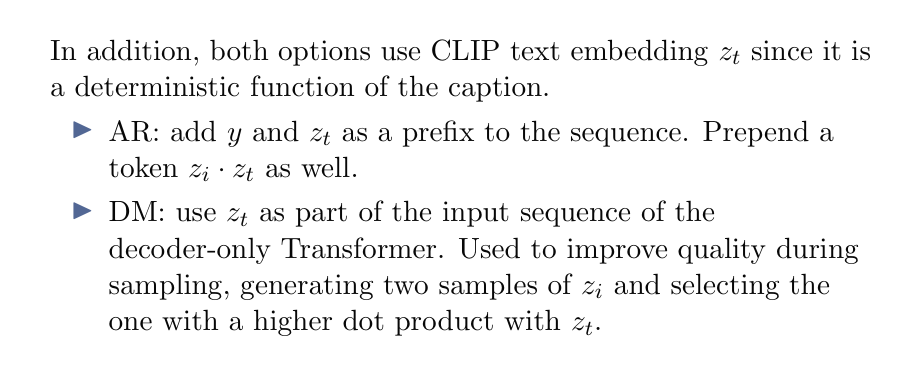 In addition, both options use CLIP text embedding $z_t$ since it is
a deterministic function of the caption.
▶ AR: add $y$ and $z_t$ as a prefix to the sequence. Prepend a
token $z_i \cdot z_t$ as well.
▶ DM: use $z_t$ as part of the input sequence of the
decoder-only Transformer. Used to improve quality during
sampling, generating two samples of $z_i$ and selecting the
one with a higher dot product with $z_t$.